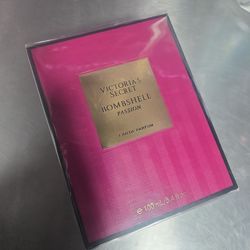 VICTORIA'S
SECRET
BOMBSHELL
PASSION
EAU DE PARFUM
e 100 mL/3.4 fl oz